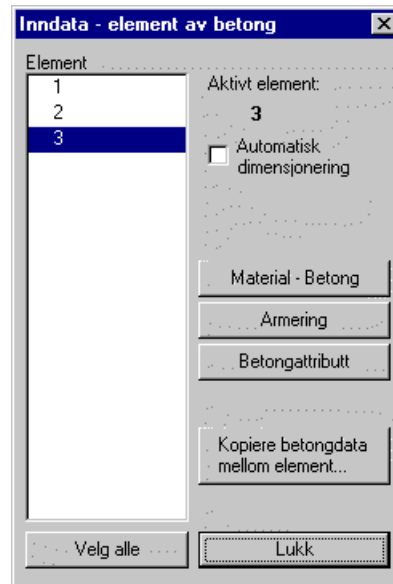 Inndata - element av betong
Element
1
2
3
Aktivt element:
3
Automatisk
dimensjonering
Material - Betong
Armering
Betongattributt
Kopiere betongdata
mellom element...
Velg alle
Lukk